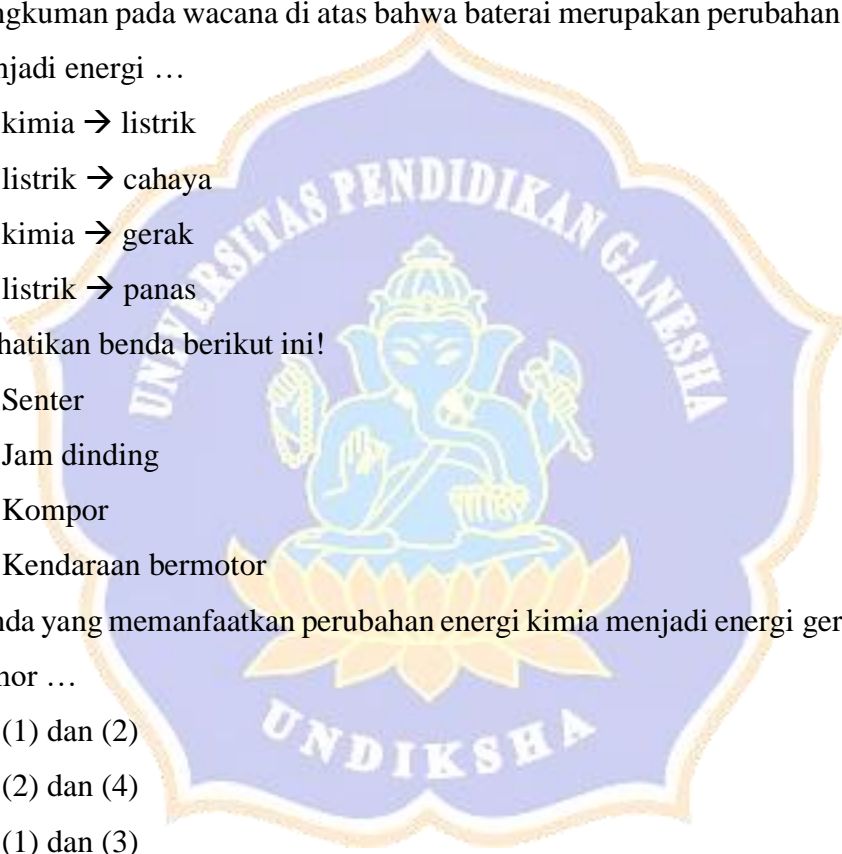 ngkuman pada wacana di atas bahwa baterai merupakan perubahan
njadi energi …
kimia → listrik
listrik → cahaya
kimia → gerak
listrik → panas
hatikan benda berikut ini!
Senter
Jam dinding
Kompor
Kendaraan bermotor
nda yang memanfaatkan perubahan energi kimia menjadi energi ger
nor …
(1) dan (2)
(2) dan (4)
(1) dan (3)
UNIVERSITAS PENDIDIKAN GANESHA
UNDIKSHA